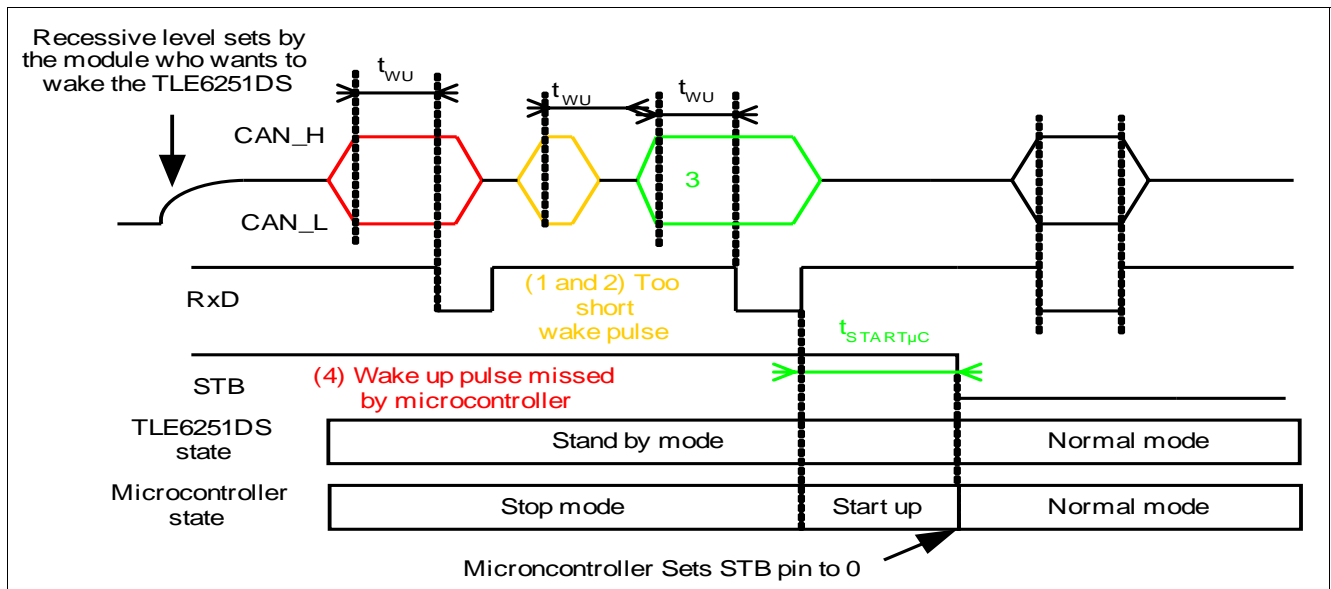 Recessive level sets by
the module who wants to
wake the TLE6251DS
tWU
tWU
tWU
CAN_H
3
CAN_L
RxD
(1 and 2) Too
short
wake pulse
tSTARTµC
STB
(4) Wake up pulse missed
by microcontroller
TLE6251DS
state
Stand by mode
Normal mode
Microcontroller
state
Stop mode
Start up
Normal mode
Microncontroller Sets STB pin to 0